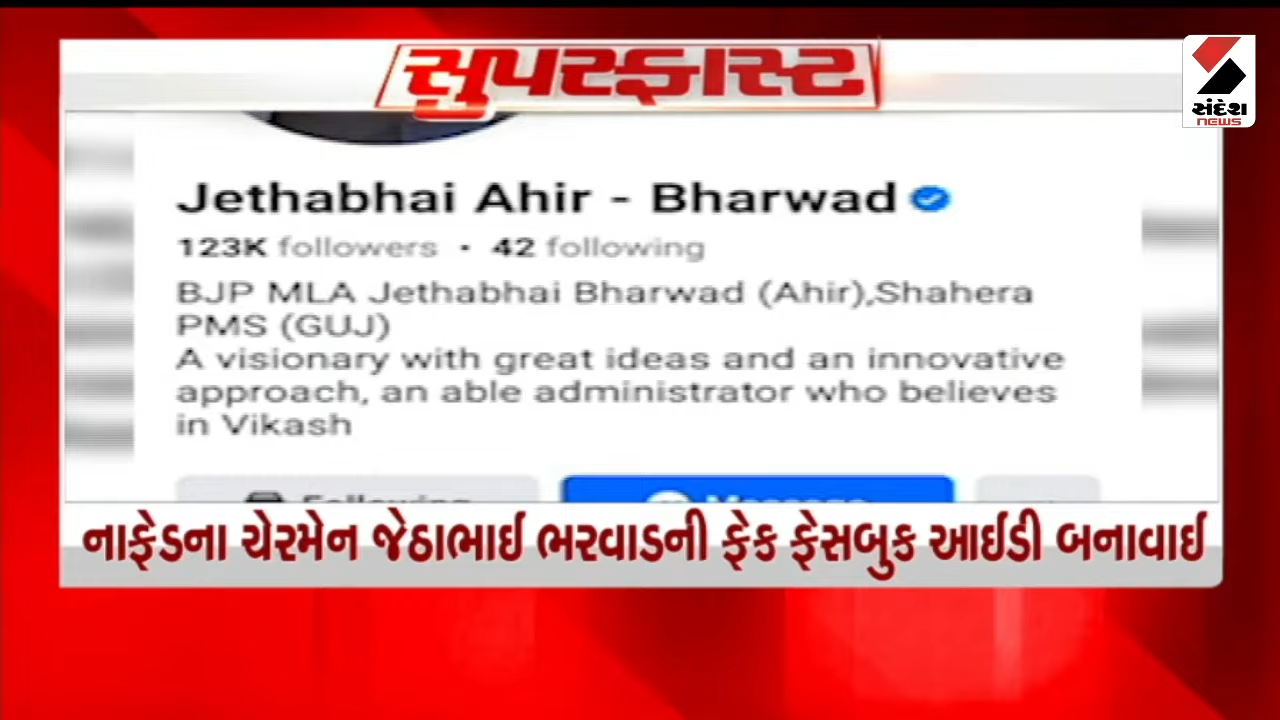 સુપરફાસ્ટ
સંદેશ
NEWS
Jethabhai Ahir - Bharwad
123K followers • 42 following
BJP MLA Jethabhai Bharwad (Ahir),Shahera
PMS (GUJ)
A visionary with great ideas and an innovative
approach, an able administrator who believes
in Vikash
Following Message
નાફેડના ચેરમેન જેઠાભાઈ ભરવાડની ફેક ફેસબુક આઈડી બનાવાઈ